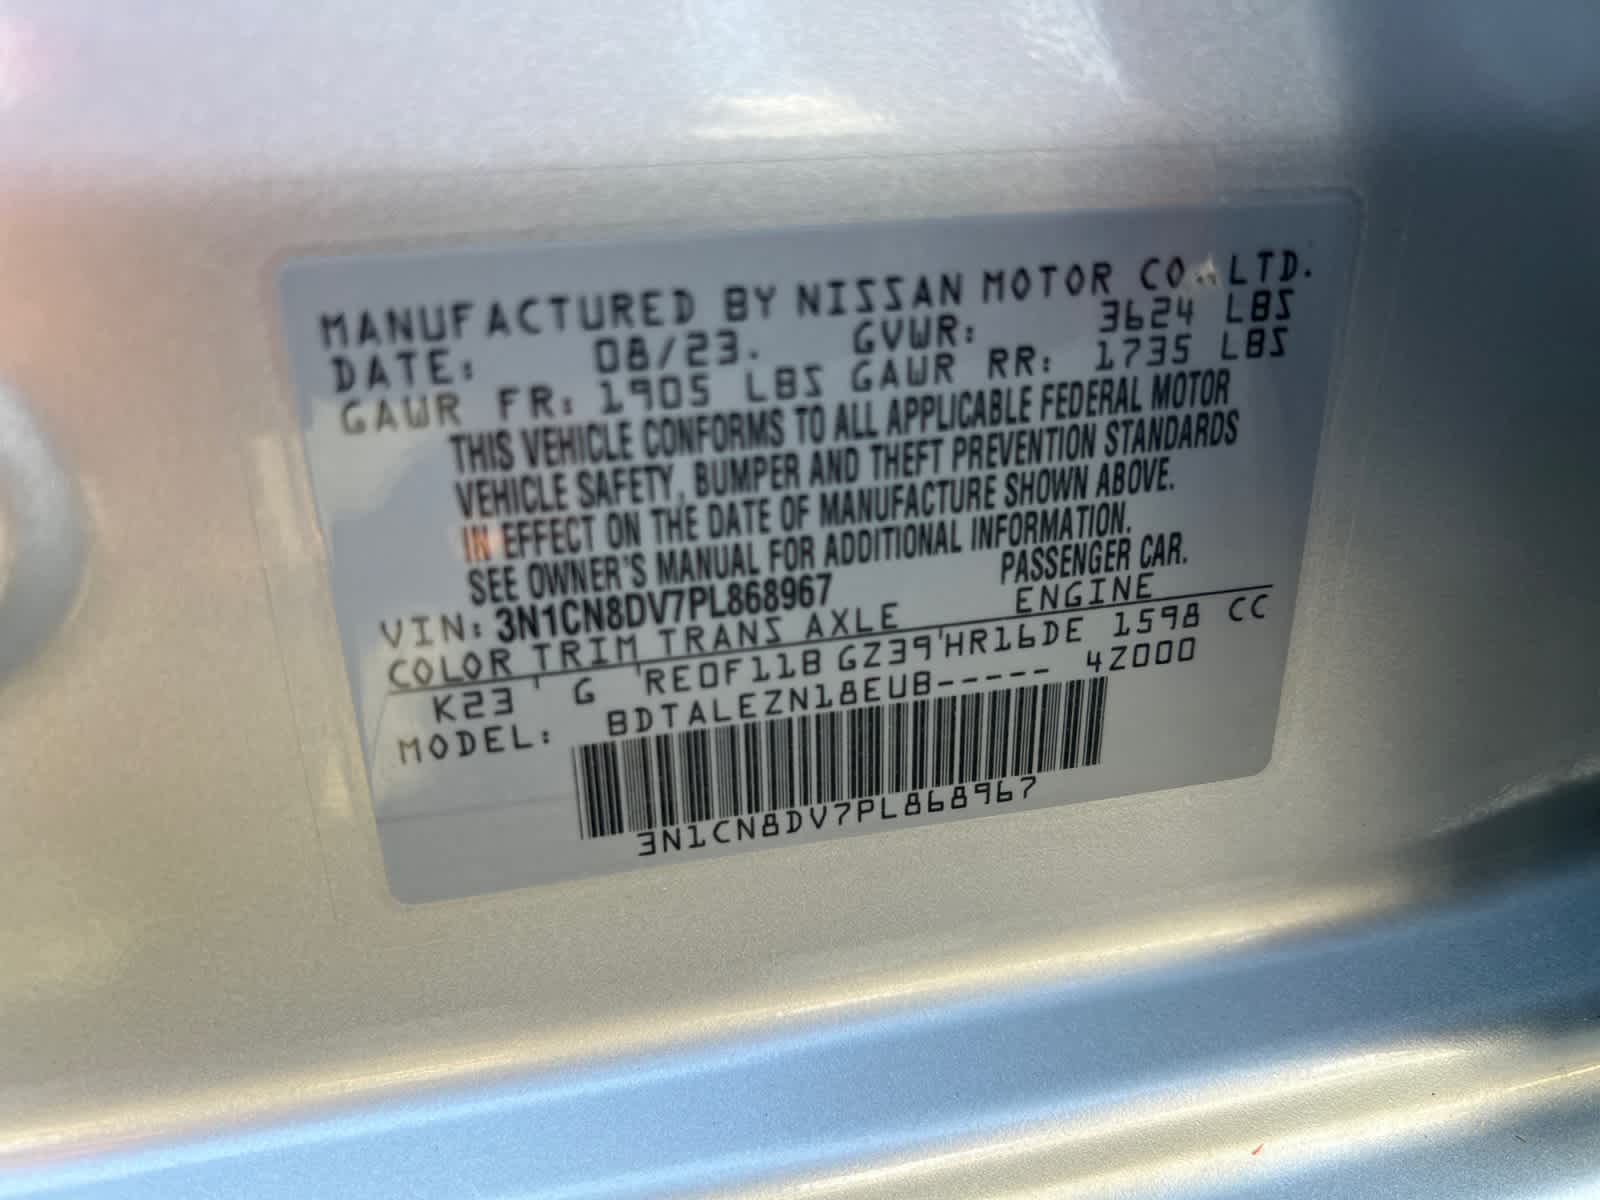 MANUFACTURED BY NISSAN MOTOR CO., LTD.
DATE: 08/23. GVWR: 3624 LBS
GAWR FR: 1905 LBS GAWR RR: 1735 LBS
THIS VEHICLE CONFORMS TO ALL APPLICABLE FEDERAL MOTOR
VEHICLE SAFETY, BUMPER AND THEFT PREVENTION STANDARDS
IN EFFECT ON THE DATE OF MANUFACTURE SHOWN ABOVE.
SEE OWNER'S MANUAL FOR ADDITIONAL INFORMATION.
VIN: 3N1CN8DV7PL868967 PASSENGER CAR.
COLOR TRIM TRANS AXLE ENGINE
K23 ' G 'RE0F11B GZ39'HR16DE 1598 CC
MODEL: BDTALEZN18EUB----- 4Z000
3N1CN8DV7PL868967